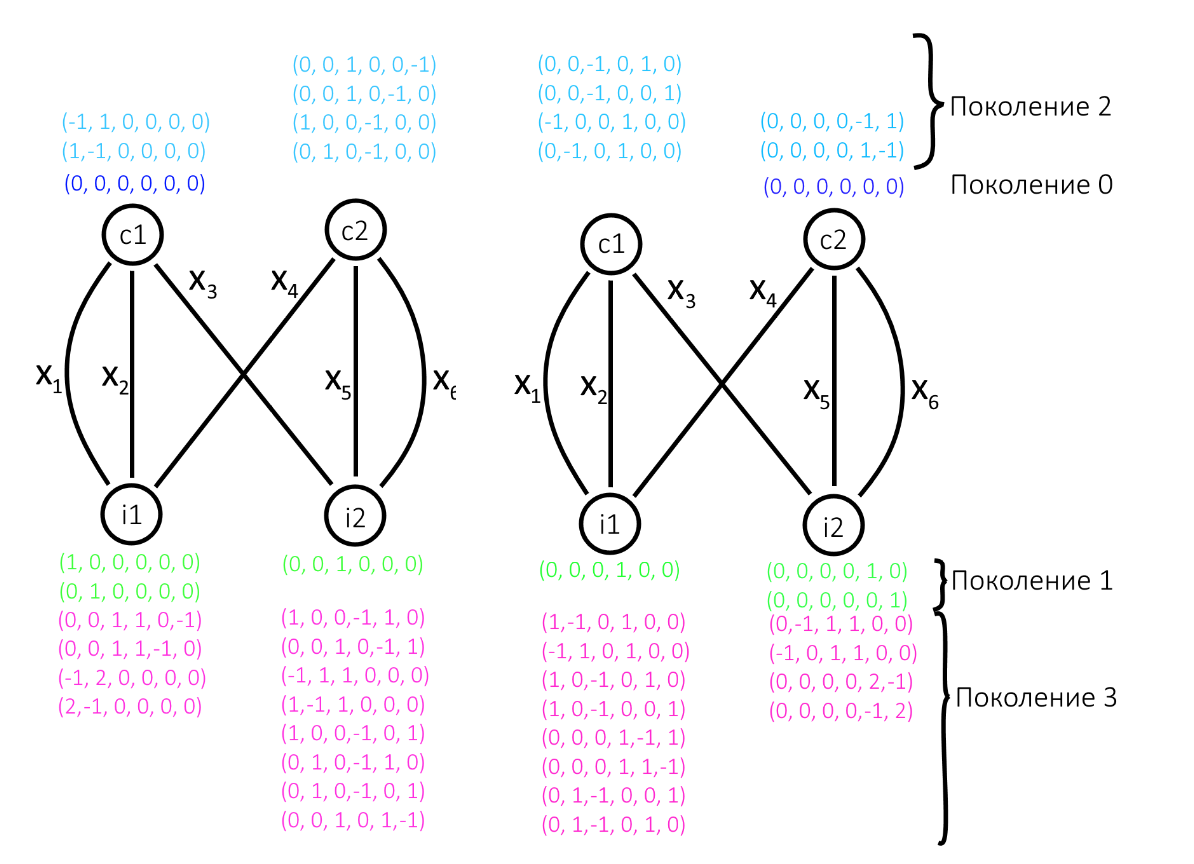 (0, 0, 1, 0, 0,-1)
(0, 0, 1, 0,-1, 0)
(-1, 1, 0, 0, 0, 0)
(1, 0, 0,-1, 0, 0)
(1,-1, 0, 0, 0, 0)
(0, 1, 0,-1, 0, 0)
(0, 0, 0, 0, 0, 0)
c1
c2
x3
x4
x1
x2
x5
x6
i1
i2
(1, 0, 0, 0, 0, 0)
(0, 1, 0, 0, 0, 0)
(0, 0, 1, 1, 0,-1)
(0, 0, 1, 1,-1, 0)
(-1, 2, 0, 0, 0, 0)
(2,-1, 0, 0, 0, 0)
(0, 0, 1, 0, 0, 0)
(1, 0, 0,-1, 1, 0)
(0, 0, 1, 0,-1, 1)
(-1, 1, 1, 0, 0, 0)
(1,-1, 1, 0, 0, 0)
(1, 0, 0,-1, 0, 1)
(0, 1, 0,-1, 1, 0)
(0, 1, 0,-1, 0, 1)
(0, 0, 1, 0, 1,-1)
(0, 0,-1, 0, 1, 0)
(0, 0,-1, 0, 0, 1)
(-1, 0, 0, 1, 0, 0)
(0,-1, 0, 1, 0, 0)
(0, 0, 0, 0,-1, 1)
(0, 0, 0, 0, 1,-1)
(0, 0, 0, 0, 0, 0)
Поколение 2
Поколение 0
c1
c2
x3
x4
x1
x2
x5
x6
i1
i2
(0, 0, 0, 1, 0, 0)
(1,-1, 0, 1, 0, 0)
(-1, 1, 0, 1, 0, 0)
(1, 0,-1, 0, 1, 0)
(1, 0,-1, 0, 0, 1)
(0, 0, 0, 1,-1, 1)
(0, 0, 0, 1, 1,-1)
(0, 1,-1, 0, 0, 1)
(0, 1,-1, 0, 1, 0)
(0, 0, 0, 0, 1, 0)
(0, 0, 0, 0, 0, 1)
(0,-1, 1, 1, 0, 0)
(-1, 0, 1, 1, 0, 0)
(0, 0, 0, 0, 2,-1)
(0, 0, 0, 0,-1, 2)
Поколение 1
Поколение 3